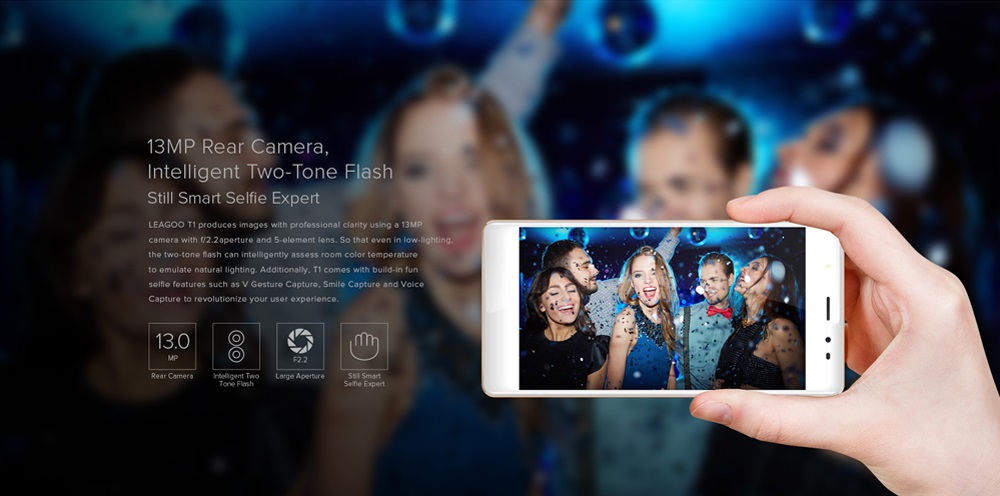 13MP Rear Camera,
Intelligent Two-Tone Flash
Still Smart Selfie Expert
LEAGOO T1 produces images with professional clarity using a 13MP
camera with f/2.2aperture and 5-element lens. So that even in low-lighting,
the two-tone flash can intelligently assess room color temperature
to emulate natural lighting. Additionally, T1 comes with build-in fun
selfie features such as V Gesture Capture, Smile Capture and Voice
Capture to revolutionize your user experience.
13.0
MP
Rear Camera
Intelligent Two
Tone Flash
F2.2
Large Aperture
Still Smart
Selfie Expert